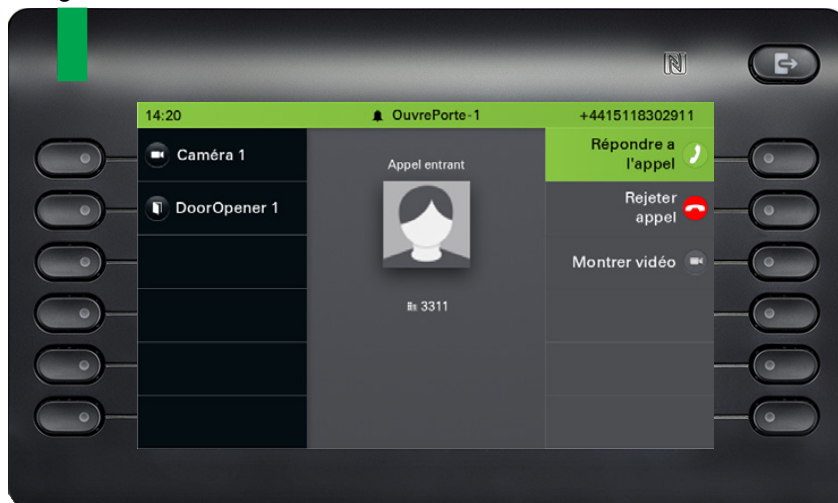 14:20
OuvrePorte-1
+4415118302911
Caméra 1
DoorOpener 1
Appel entrant
3311
Répondre a
l'appel
Rejeter
appel
Montrer vidéo